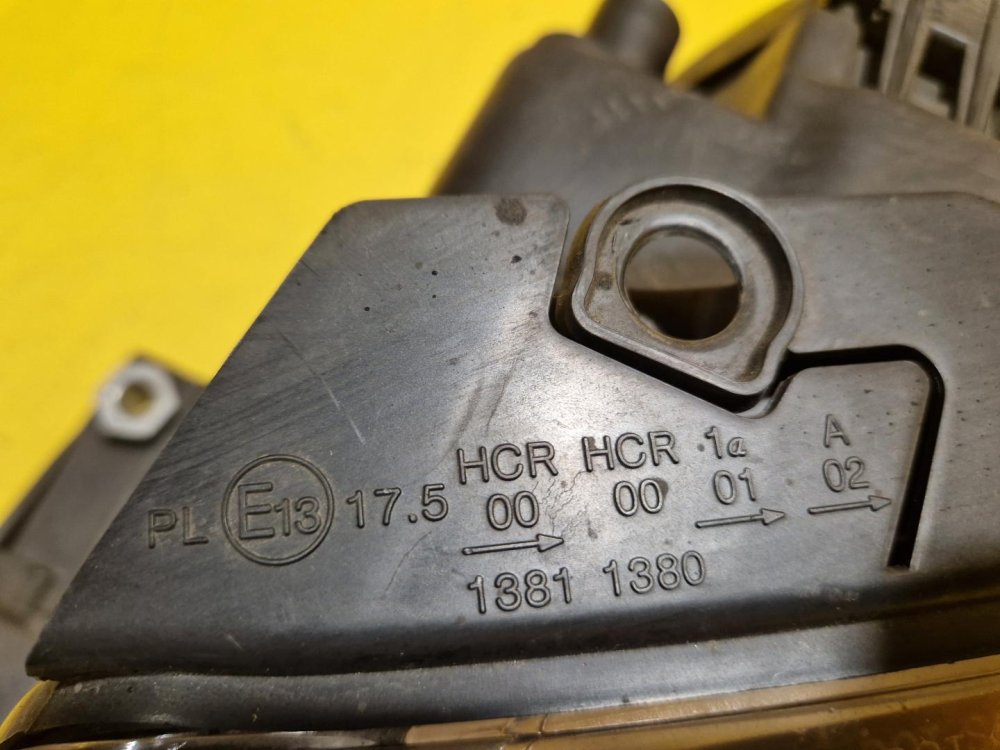 HCR HCR 1a A
PL E13 17.5 00 00 01 02
→ → →
1381 1380